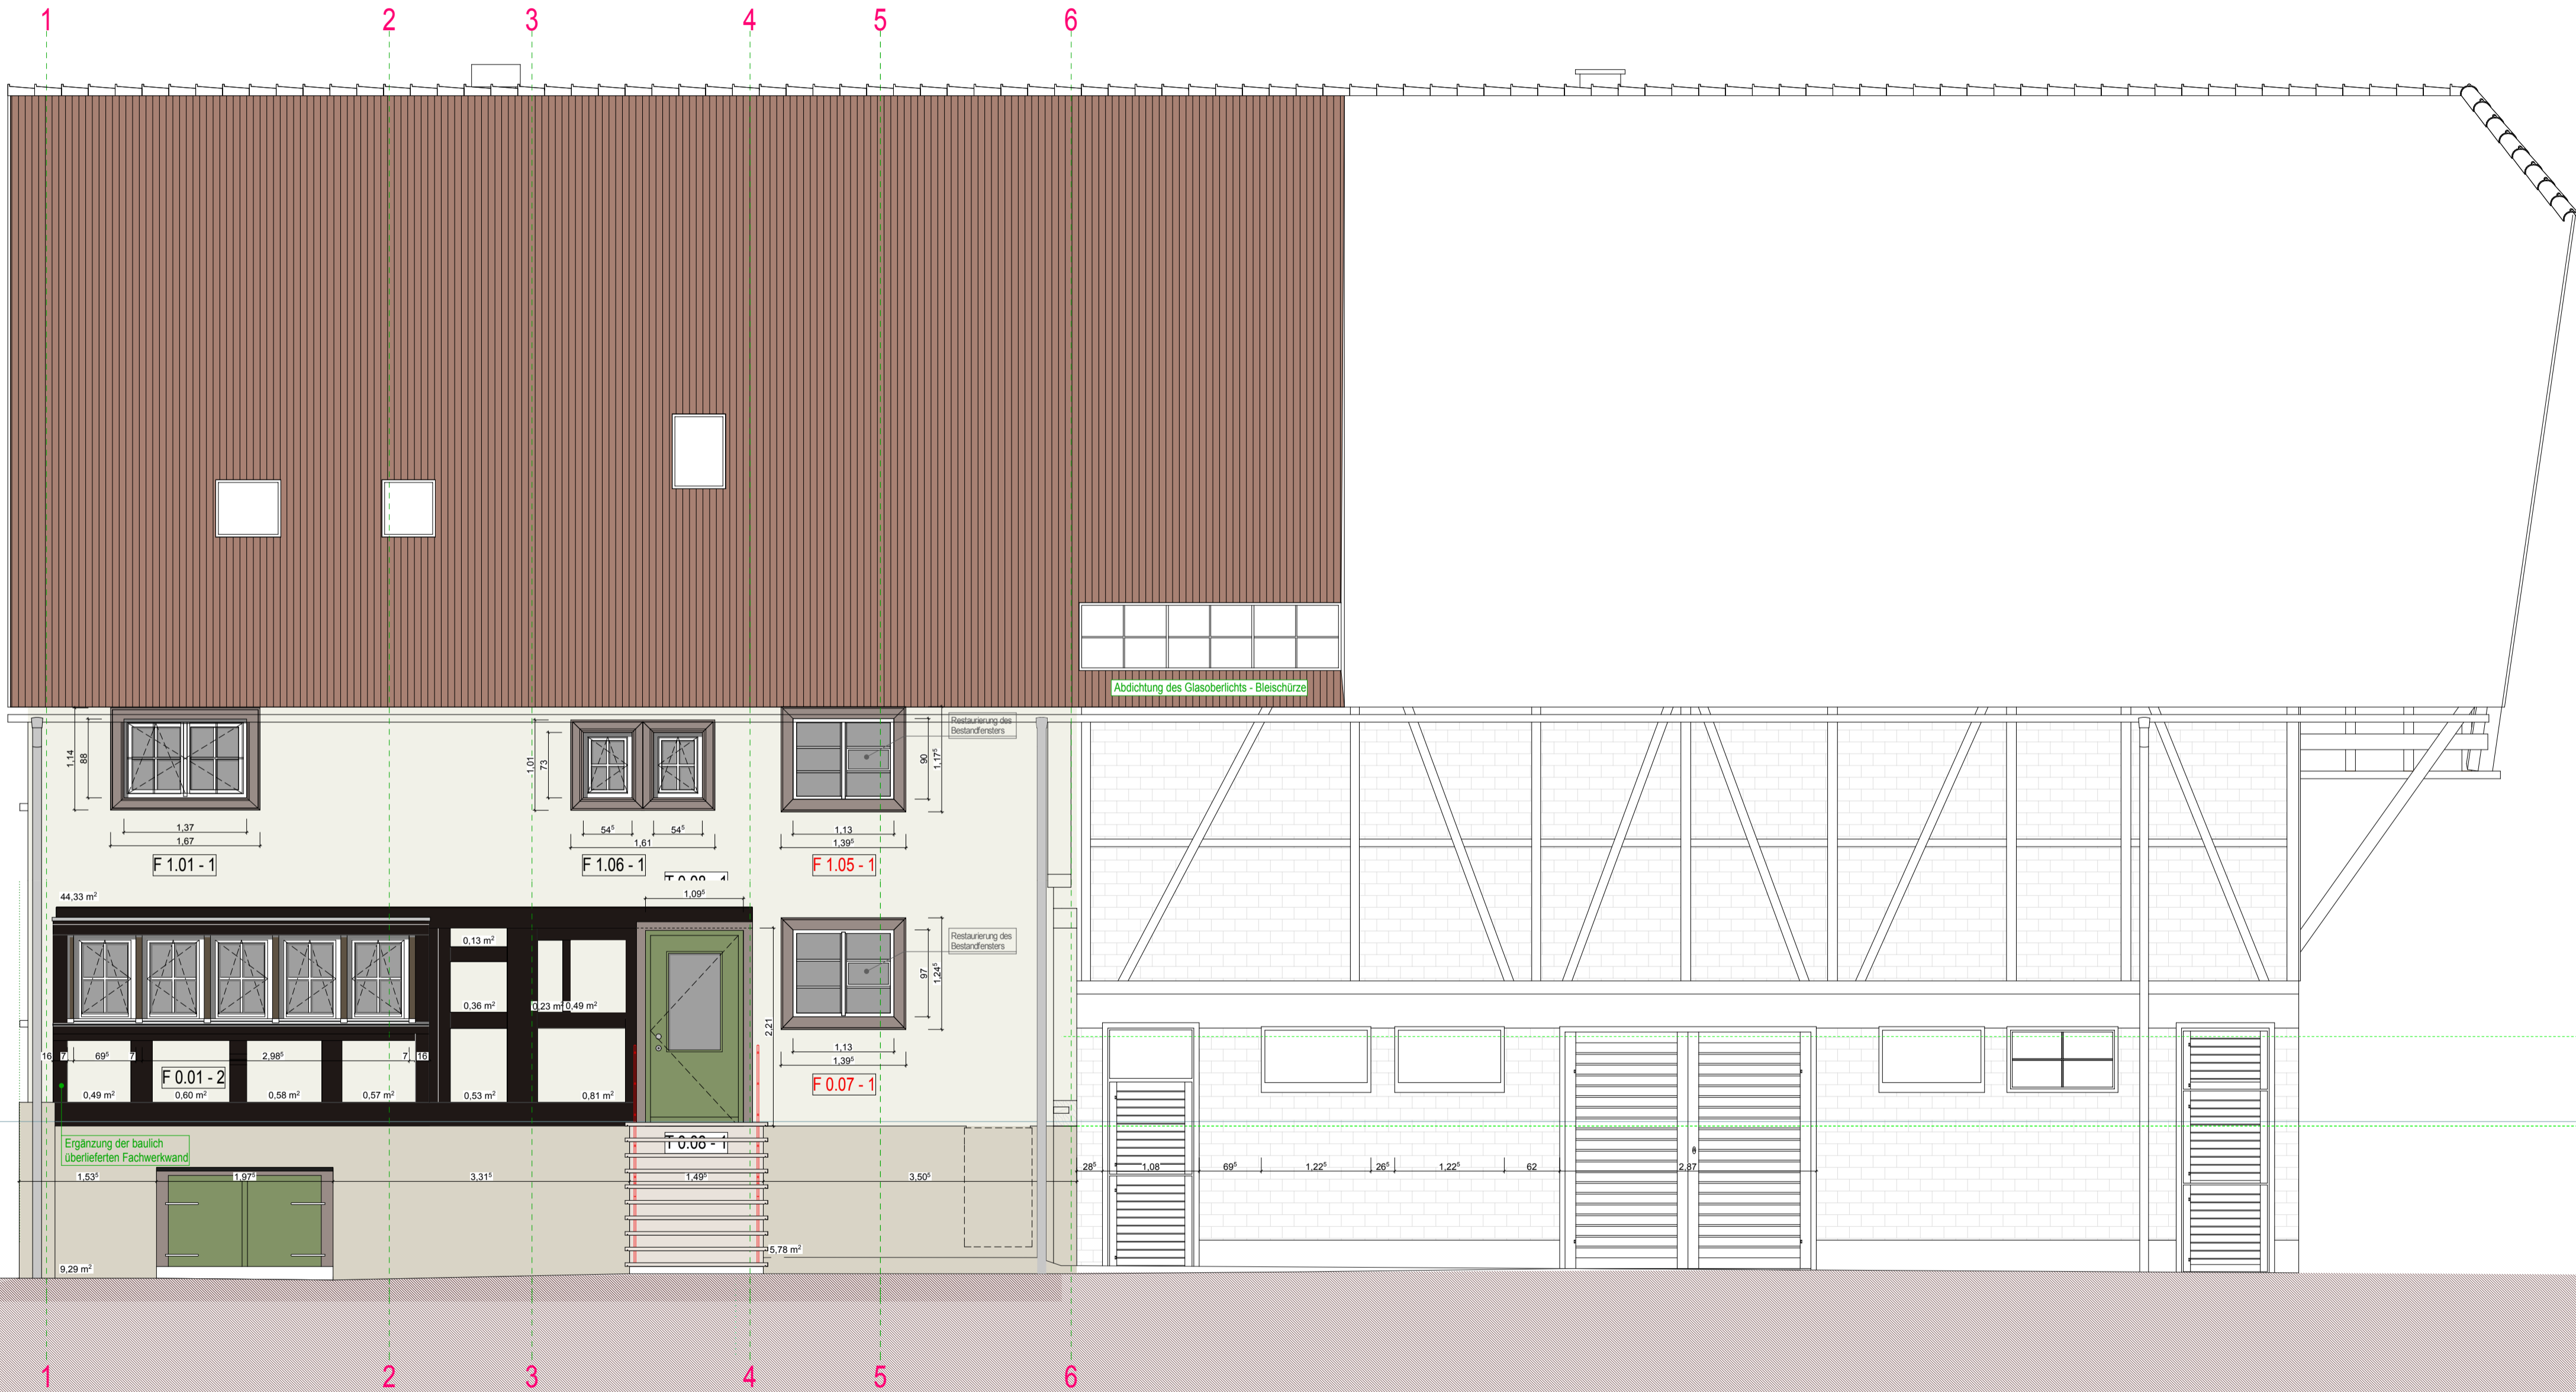 1 2 3 4 5 6
Abdichtung des Glasoberlichts - Bleischürze
Restaurierung des
Bestandfensters
1,14
88
1,01
73
90
1,17⁵
1,37
1,67
54⁵ 54⁵
1,61
1,13
1,39⁵
F 1.01 - 1
F 1.06 - 1
F 1.05 - 1
T 0.08 - 1
1,09⁵
44,33 m²
0,13 m²
0,36 m²
0,23 m² 0,49 m²
Restaurierung des
Bestandfensters
97
1,24⁵
2,21
1,13
1,39⁵
F 0.07 - 1
16 7 69⁵ 7 2,98⁵ 7 16
F 0.01 - 2
0,49 m² 0,60 m² 0,58 m² 0,57 m² 0,53 m² 0,81 m²
Ergänzung der baulich
überlieferten Fachwerkwand
T 0.08 - 1
28⁵ 1,08 69⁵ 1,22⁵ 26⁵ 1,22⁵ 62 2,87
1,53⁵ 1,97⁵ 3,31⁵ 1,49⁵ 3,50⁵
5,78 m²
9,29 m²
1 2 3 4 5 6